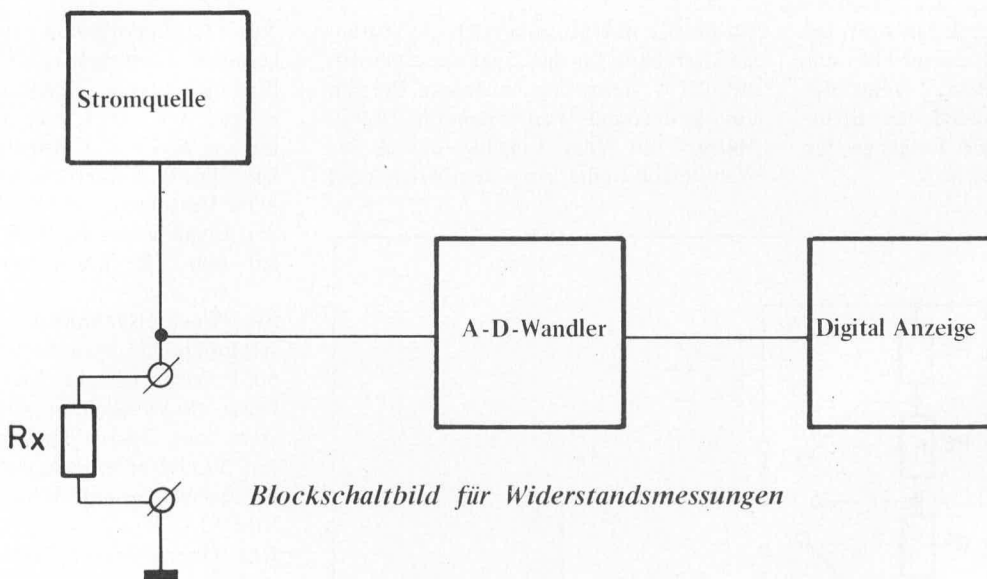 Stromquelle
A-D-Wandler
Digital Anzeige
Rx
Blockschaltbild für Widerstandsmessungen